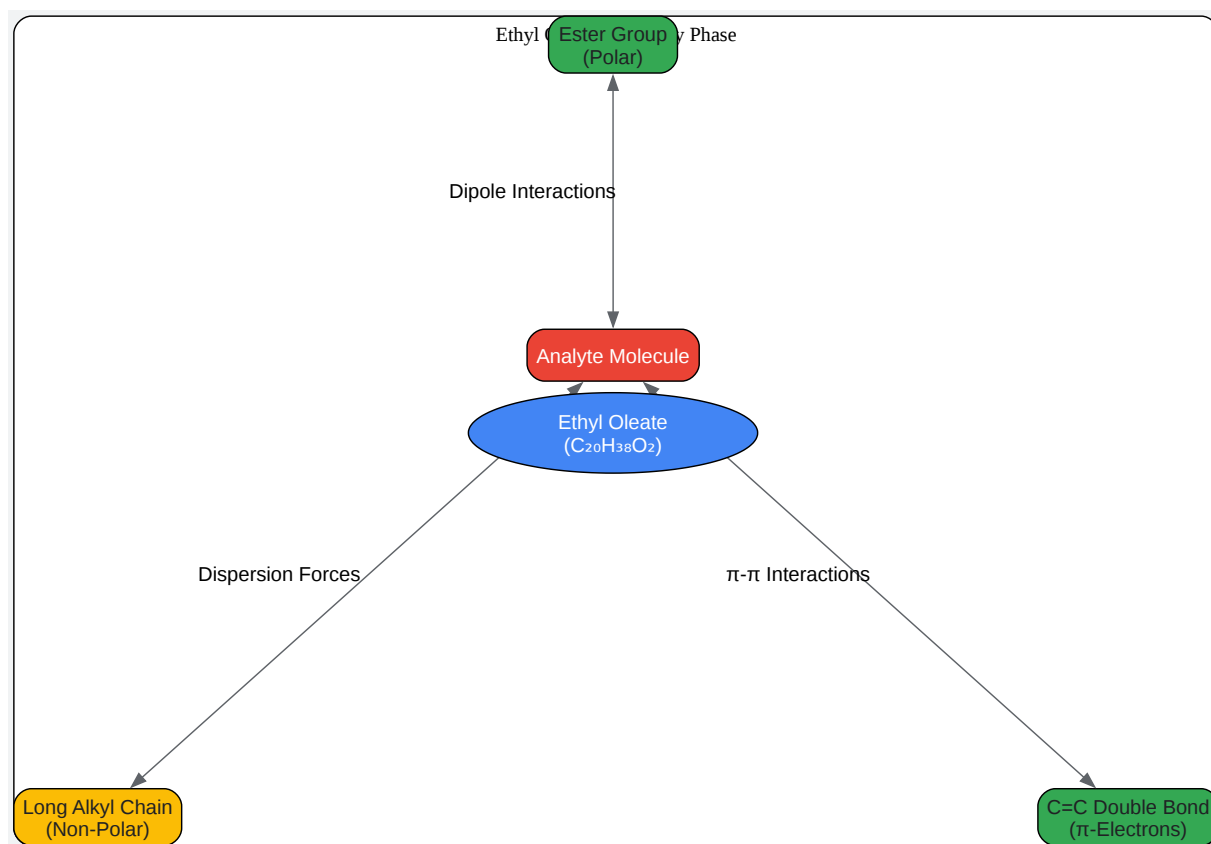 Ethyl Phase
Ester Group
(Polar)
Dipole Interactions
Analyte Molecule
Ethyl Oleate
(C₂₀H₃₈O₂)
Dispersion Forces
π-π Interactions
Long Alkyl Chain
(Non-Polar)
C=C Double Bond
(π-Electrons)